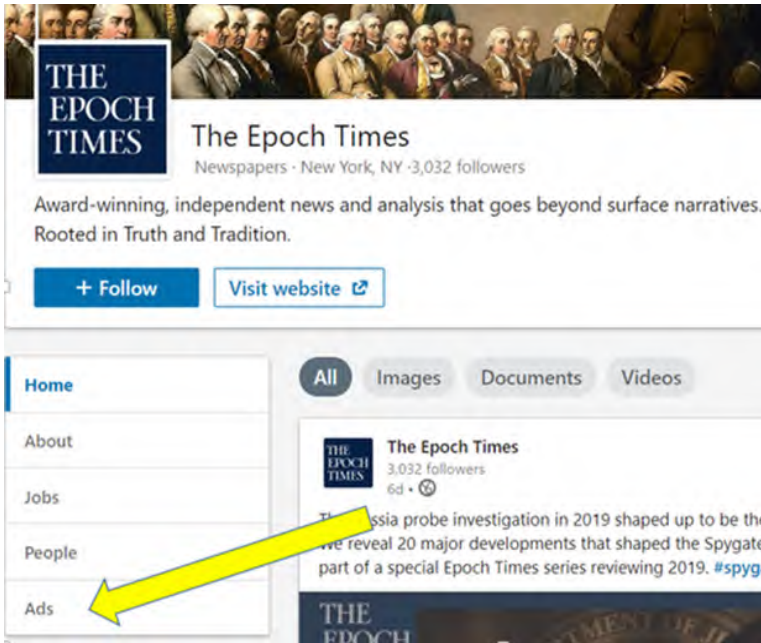 THE
EPOCH
TIMES
The Epoch Times
Newspapers · New York, NY ·3,032 followers
Award-winning, independent news and analysis that goes beyond surface narratives.
Rooted in Truth and Tradition.
+ Follow
Visit website
Home
About
Jobs
People
Ads
All
Images
Documents
Videos
THE
EPOCH
TIMES
The Epoch Times
3,032 followers
6d •
probe investigation in 2019 shaped up to be the
We reveal 20 major developments that shaped the Spygate
part of a special Epoch Times series reviewing 2019. #spyg
THE
EPOCH